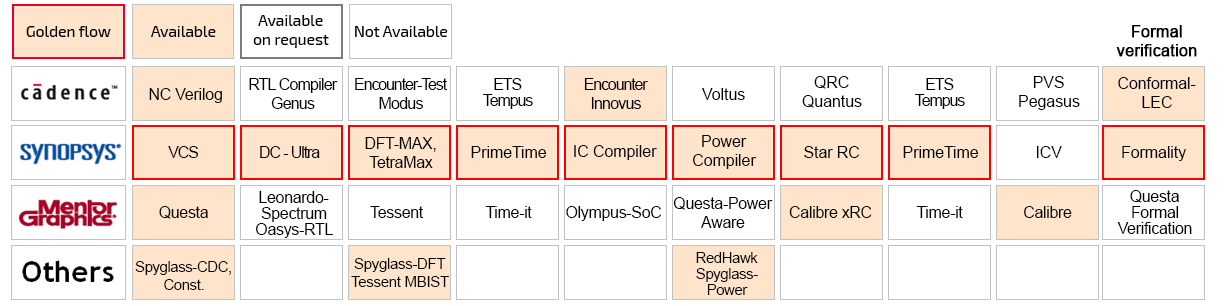 Golden flow
Available
Available
on request
Not Available
Formal
verification
cādence™
NC Verilog
RTL Compiler
Genus
Encounter-Test
Modus
ETS
Tempus
Encounter
Innovus
Voltus
QRC
Quantus
ETS
Tempus
PVS
Pegasus
Conformal-
LEC
SYNOPSYS®
VCS
DC - Ultra
DFT-MAX,
TetraMax
PrimeTime
IC Compiler
Power
Compiler
Star RC
PrimeTime
ICV
Formality
Mentor
Graphics®
Questa
Leonardo-
Spectrum
Oasys-RTL
Tessent
Time-it
Olympus-SoC
Questa-Power
Aware
Calibre xRC
Time-it
Calibre
Questa
Formal
Verification
Others
Spyglass-CDC,
Const.
Spyglass-DFT
Tessent MBIST
RedHawk
Spyglass-
Power